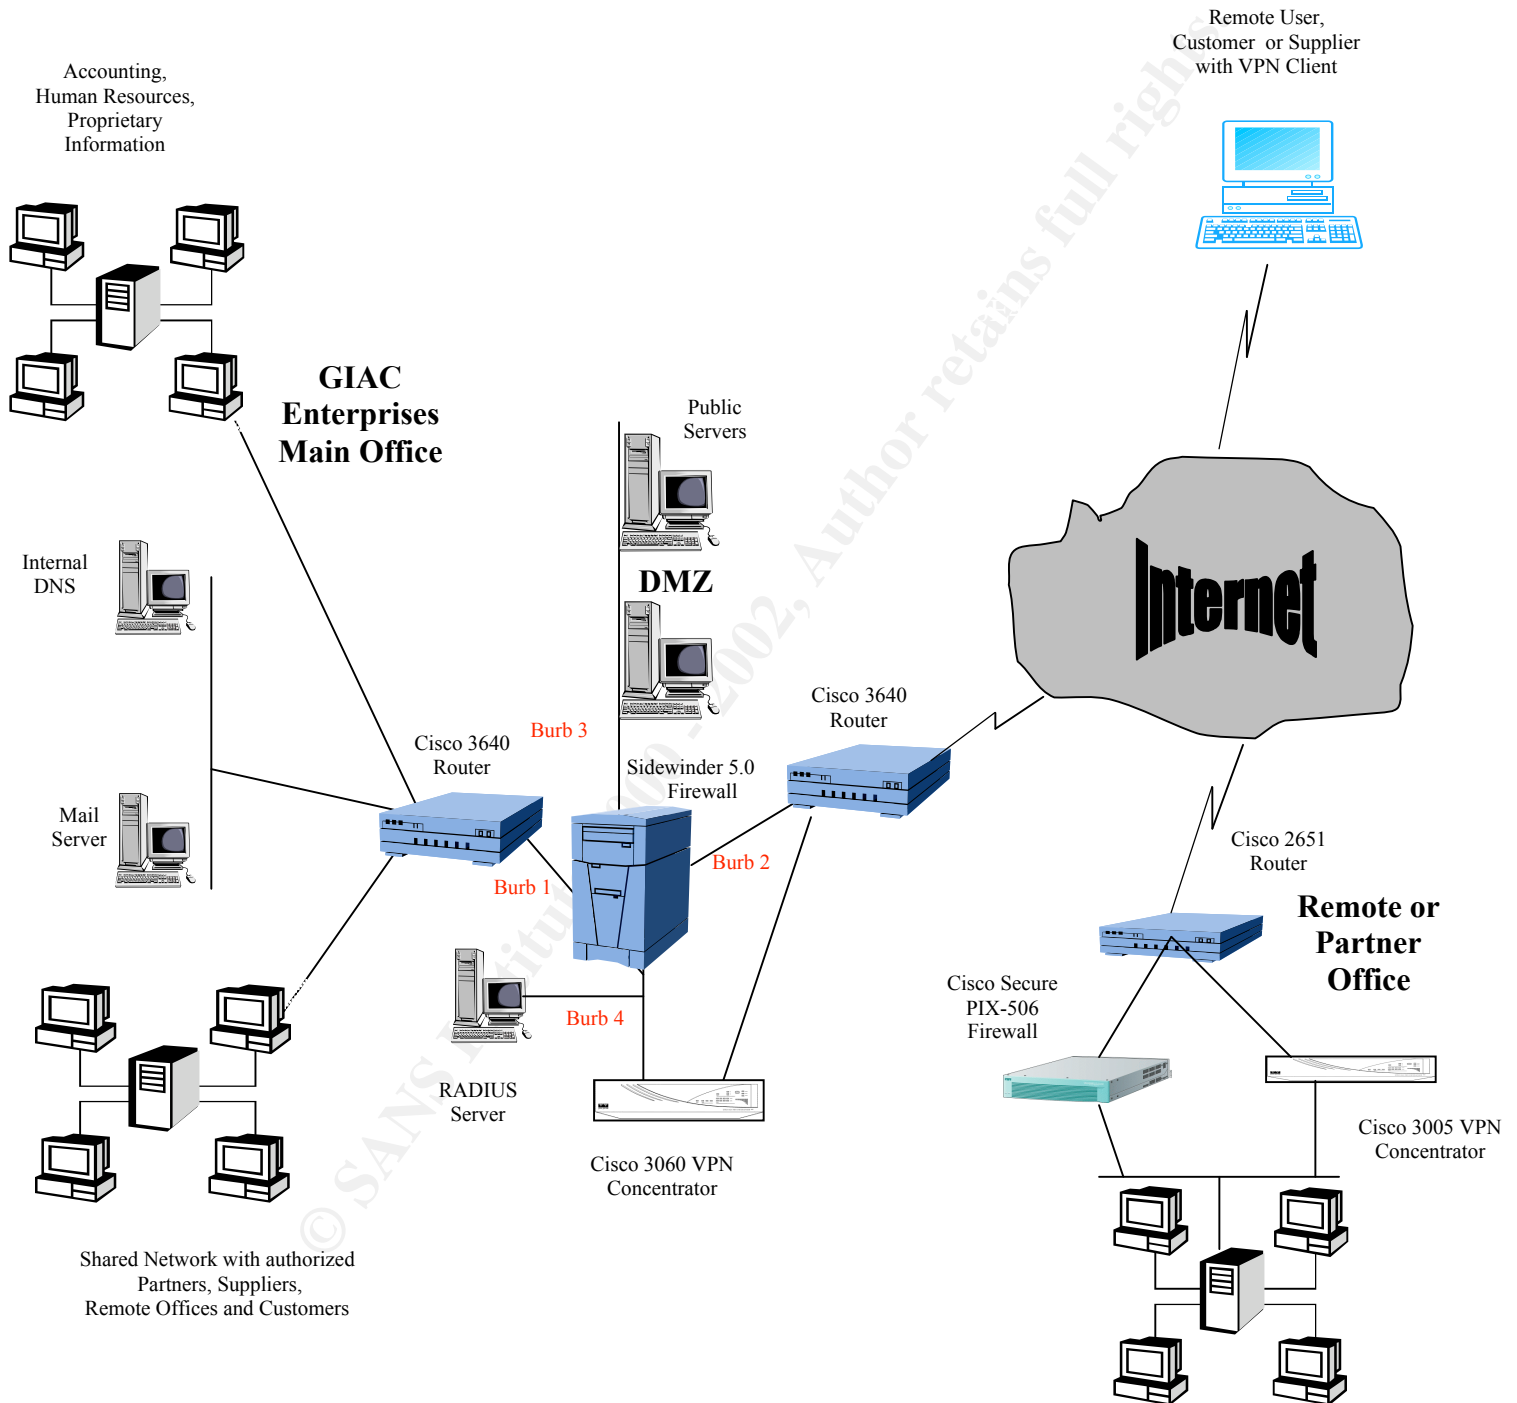 Remote User,
Customer or Supplier
with VPN Client
Accounting,
Human Resources,
Proprietary
Information
GIAC
Enterprises
Main Office
Public
Servers
Internal
DNS
DMZ
Internet
Cisco 3640
Router
Burb 3
Cisco 3640
Router
Sidewinder 5.0
Firewall
Mail
Server
Burb 2
Burb 1
Cisco 2651
Router
Remote or
Partner
Office
Cisco Secure
PIX-506
Firewall
Burb 4
RADIUS
Server
Cisco 3060 VPN
Concentrator
Cisco 3005 VPN
Concentrator
Shared Network with authorized
Partners, Suppliers,
Remote Offices and Customers
© SANS Institute 2000 - 2002, Author retains full rights.